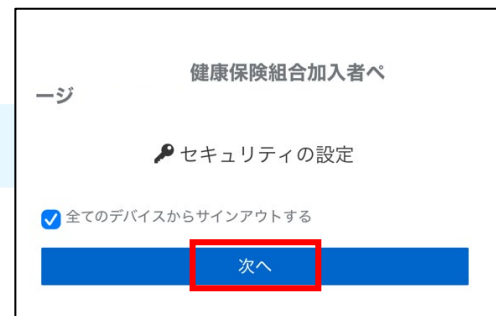 健康保険組合加入者ペ
ージ
セキュリティの設定
全てのデバイスからサインアウトする
次へ